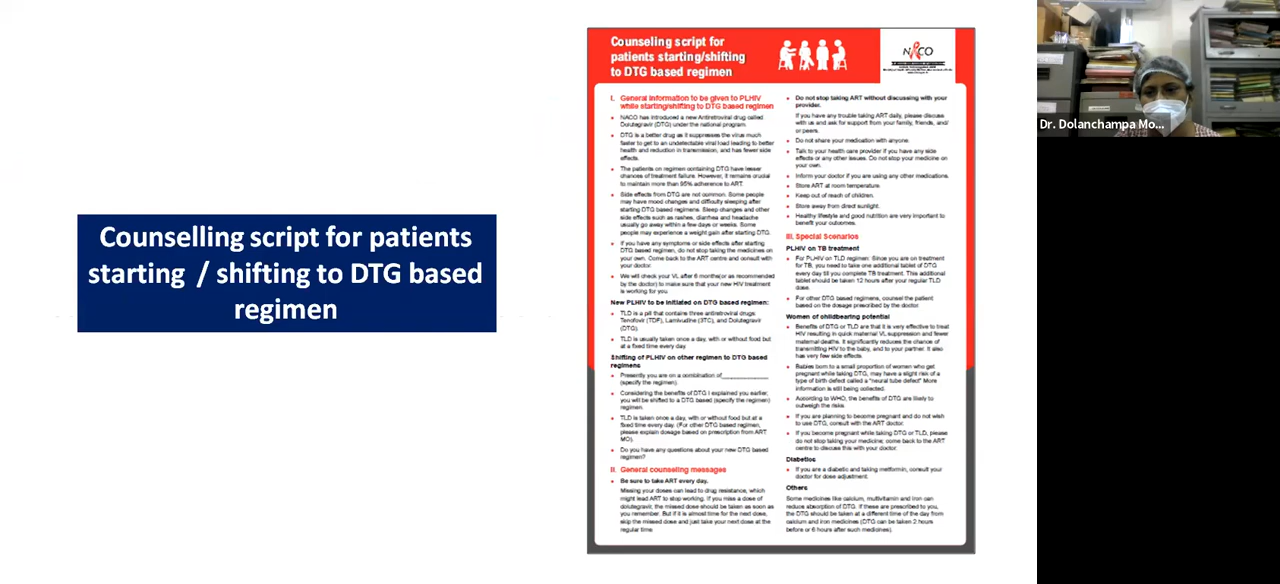 Counselling script for patients
starting / shifting to DTG based
regimen
Counseling script for
patients starting/shifting
to DTG based regimen
NACO
I. General information to be given to PLHIV
while starting/shifting to DTG based regimen
• NACO has introduced a new Antiretroviral drug called
Dolutegravir (DTG) under the national program.
• DTG is a better drug as it suppresses the virus much
faster to get to an undetectable viral load leading to better
health and reduction in transmission, and has fewer side
effects.
• The patients on regimen containing DTG have lesser
chances of treatment failure. However, it remains crucial
to maintain more than 95% adherence to ART.
• Side effects from DTG are not common. Some people
may have mood changes and difficulty sleeping after
starting DTG based regimens. Sleep changes and other
side effects such as rashes, diarrhea and headache
usually go away within a few days or weeks. Some
people may experience a weight gain after starting DTG.
• If you have any symptoms or side effects after starting
DTG based regimen, do not stop taking the medicines on
your own. Come back to the ART centre and consult with
your doctor.
• We will check your VL after 6 months(or as recommended
by the doctor) to make sure that your new HIV treatment
is working for you
New PLHIV to be initiated on DTG based regimen:
• TLD is a pill that contains three antiretroviral drugs:
Tenofovir (TDF), Lamivudine (3TC), and Dolutegravir
(DTG).
• TLD is usually taken once a day, with or without food but
at a fixed time every day.
Shifting of PLHIV on other regimen to DTG based
regimens
• Presently you are on a combination of______________
(specify the regimen).
• Considering the benefits of DTG I explained you earlier,
you will be shifted to a DTG based (specify the regimen)
regimen.
• TLD is taken once a day, with or without food but at a
fixed time every day. (For other DTG based regimen,
please explain dosage based on prescription from ART
MO).
• Do you have any questions about your new DTG based
regimen?
II. General counseling messages
• Be sure to take ART every day.
Missing your doses can lead to drug resistance, which
might lead ART to stop working. If you miss a dose of
dolutegravir, the missed dose should be taken as soon as
you remember. But if it is almost time for the next dose,
skip the missed dose and just take your next dose at the
regular time.
• Do not stop taking ART without discussing with your
provider.
If you have any trouble taking ART daily, please discuss
with us and ask for support from your family, friends, and/
or peers.
• Do not share your medication with anyone.
• Talk to your health care provider if you have any side
effects or any other issues. Do not stop your medicine on
your own.
• Inform your doctor if you are using any other medications.
• Store ART at room temperature.
• Keep out of reach of children.
• Store away from direct sunlight.
• Healthy lifestyle and good nutrition are very important to
benefit your outcomes.
III. Special Scenarios
PLHIV on TB treatment
• For PLHIV on TLD regimen: Since you are on treatment
for TB, you need to take one additional tablet of DTG
every day till you complete TB treatment. This additional
tablet should be taken 12 hours after your regular TLD
dose.
• For other DTG based regimens, counsel the patient
based on the dosage prescribed by the doctor.
Women of childbearing potential
• Benefits of DTG or TLD are that it is very effective to treat
HIV resulting in quick maternal VL suppression and fewer
maternal deaths. It significantly reduces the chance of
transmitting HIV to the baby, and to your partner. It also
has very few side effects.
• Babies born to a small proportion of women who get
pregnant while taking DTG, may have a slight risk of a
type of birth defect called a "neural tube defect" More
information is still being collected.
• According to WHO, the benefits of DTG are likely to
outweigh the risks.
• If you are planning to become pregnant and do not wish
to use DTG, consult with the ART doctor.
• If you become pregnant while taking DTG or TLD, please
do not stop taking your medicine; come back to the ART
centre to discuss this with your doctor.
Diabetics
• If you are a diabetic and taking metformin, consult your
doctor for dose adjustment.
Others
Some medicines like calcium, multivitamin and iron can
reduce absorption of DTG. If these are prescribed to you,
the DTG should be taken at a different time of the day from
calcium and iron medicines (DTG can be taken 2 hours
before or 6 hours after such medicines).
Dr. Dolanchampa Mo...